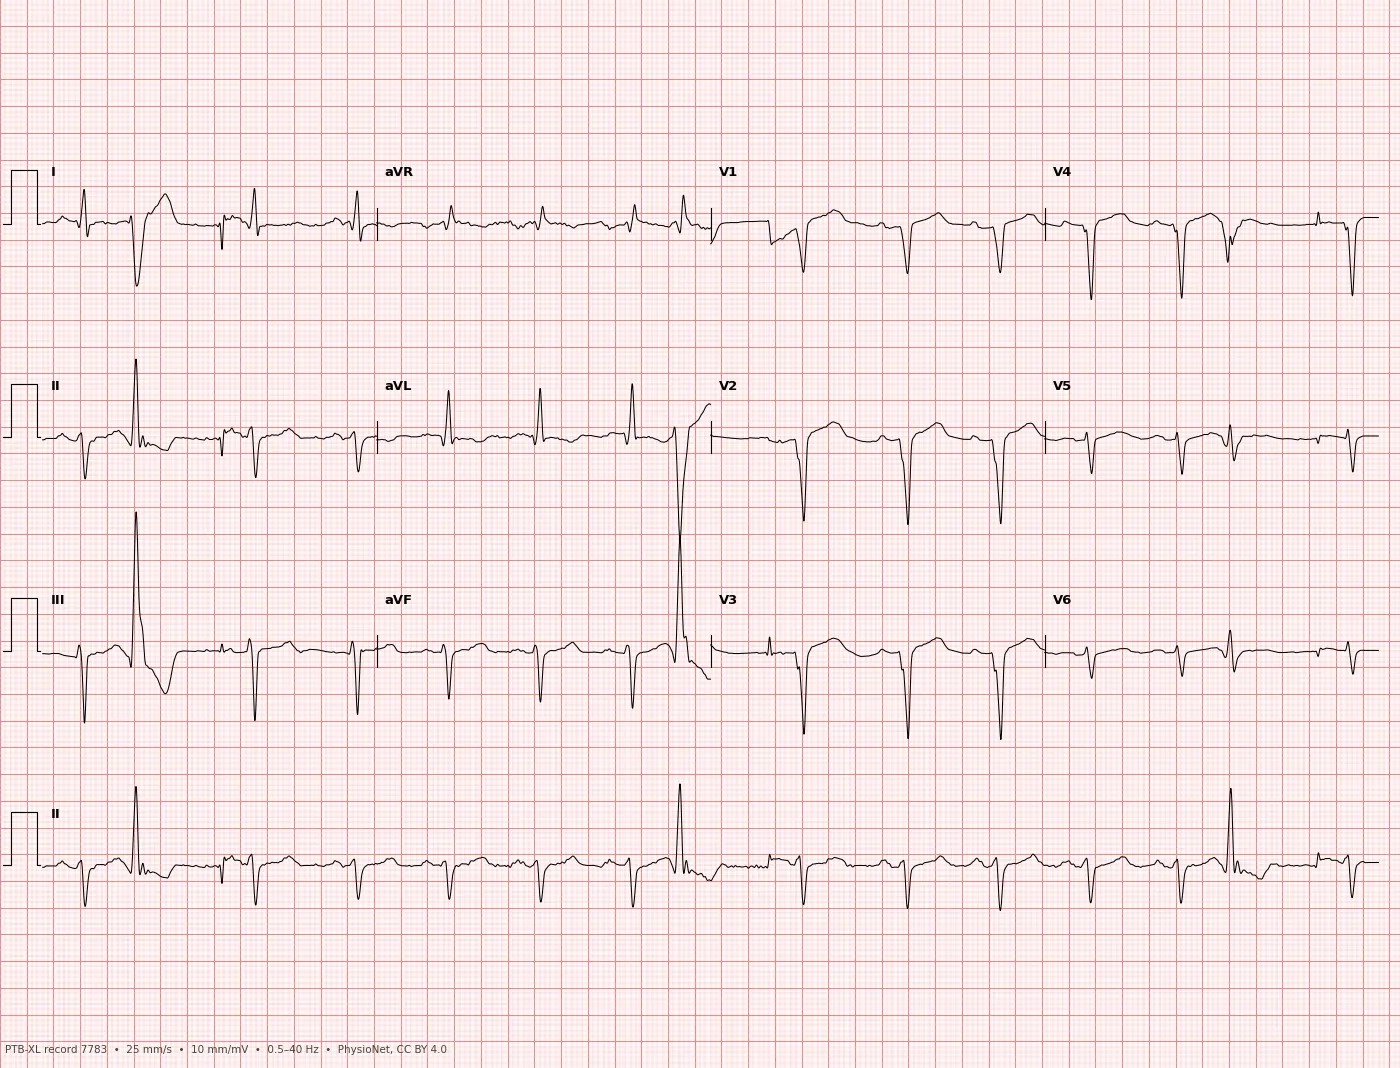 I aVR V1 V4
II aVL V2 V5
III aVF V3 V6
II
PTB-XL record 7783 • 25 mm/s • 10 mm/mV • 0.5–40 Hz • PhysioNet, CC BY 4.0